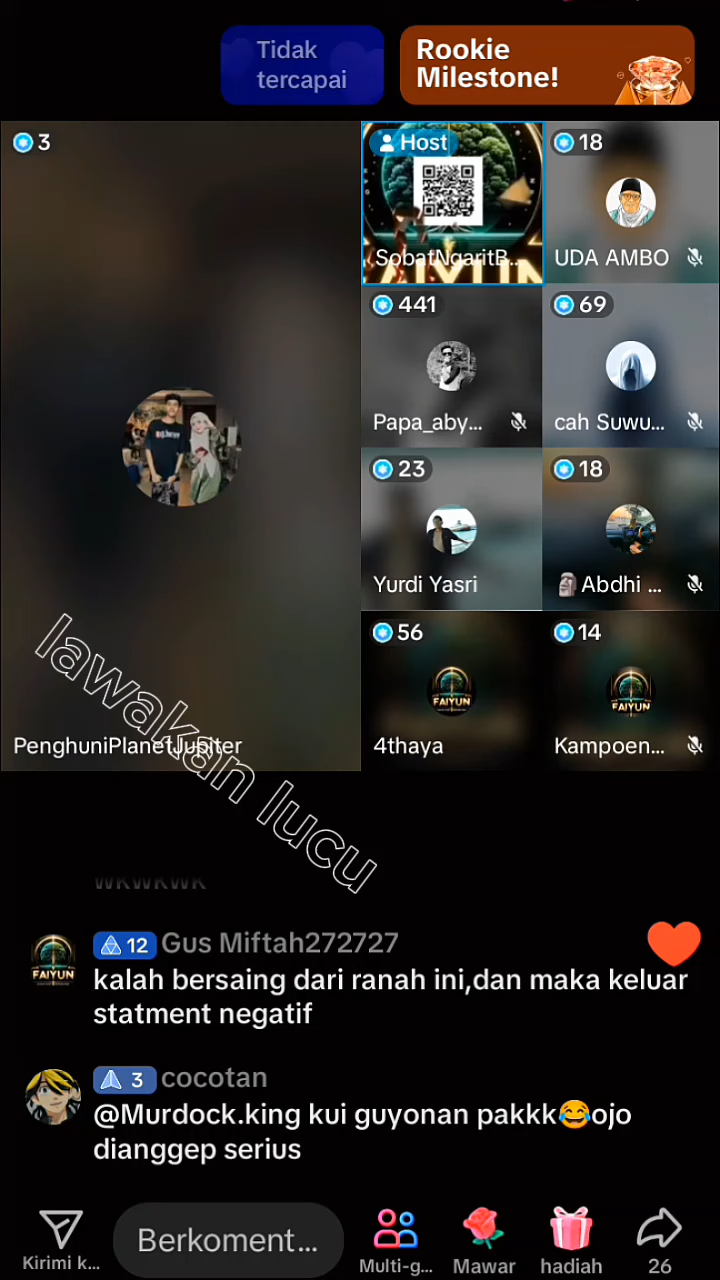 Tidak
tercapai
Rookie
Milestone!
3
Host
SobatNgaritB...
18
UDA AMBO
441
Papa_aby...
69
cah Suwu...
23
Yurdi Yasri
18
🗿Abdhi ...
PenghuniPlanetJupiter
56
FAIYUN
4thaya
14
FAIYUN
Kampoen...
lawakan lucu
wkwkwk
FAIYUN
12 Gus Miftah272727
kalah bersaing dari ranah ini,dan maka keluar
statment negatif
3 cocotan
@Murdock.king kui guyonan pakkk😂ojo
dianggep serius
Kirimi k...
Berkoment...
Multi-g...
Mawar
hadiah
26